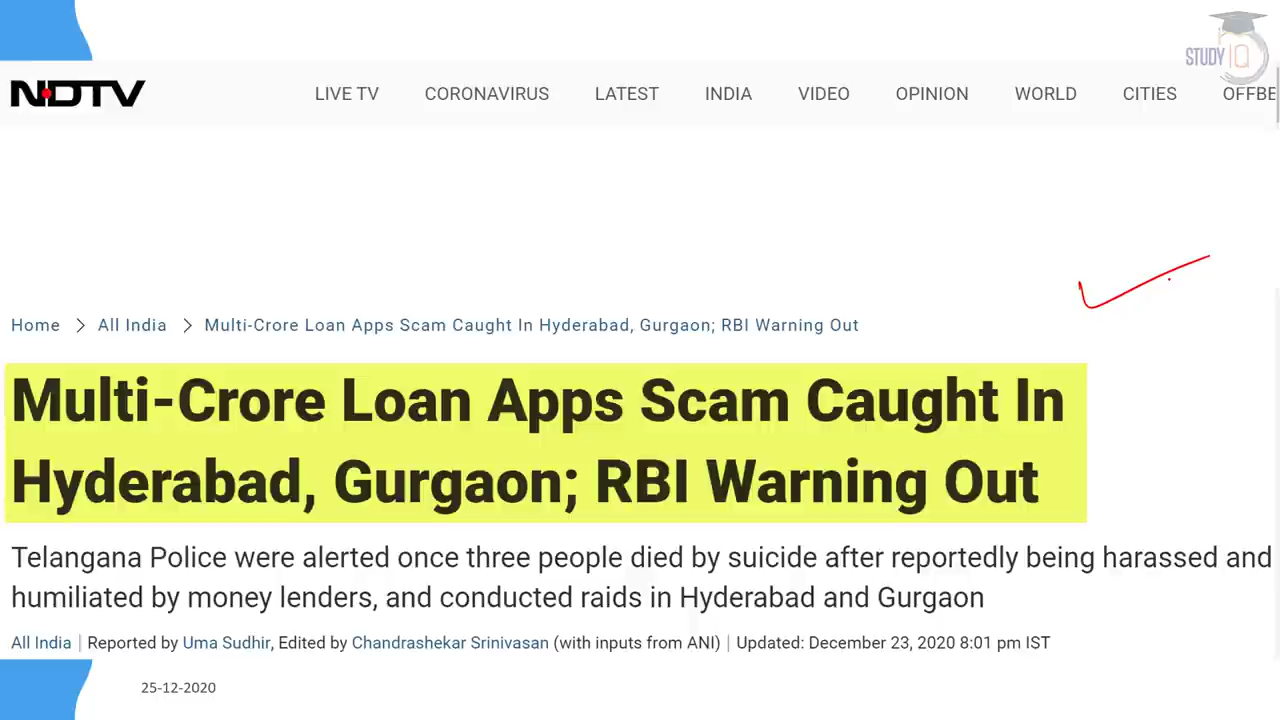 STUDY IQ
NDTV
LIVE TV CORONAVIRUS LATEST INDIA VIDEO OPINION WORLD CITIES OFFBE
Home > All India > Multi-Crore Loan Apps Scam Caught In Hyderabad, Gurgaon; RBI Warning Out
Multi-Crore Loan Apps Scam Caught In
Hyderabad, Gurgaon; RBI Warning Out
Telangana Police were alerted once three people died by suicide after reportedly being harassed and
humiliated by money lenders, and conducted raids in Hyderabad and Gurgaon
All India | Reported by Uma Sudhir, Edited by Chandrashekar Srinivasan (with inputs from ANI) | Updated: December 23, 2020 8:01 pm IST
25-12-2020